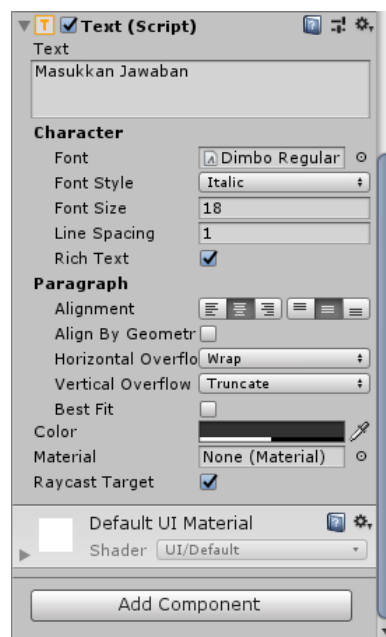 Text (Script)
Text
Masukkan Jawaban
Character
Font Dimbo Regular
Font Style Italic
Font Size 18
Line Spacing 1
Rich Text
Paragraph
Alignment
Align By Geometr
Horizontal Overflo Wrap
Vertical Overflow Truncate
Best Fit
Color
Material None (Material)
Raycast Target
Default UI Material
Shader UI/Default
Add Component